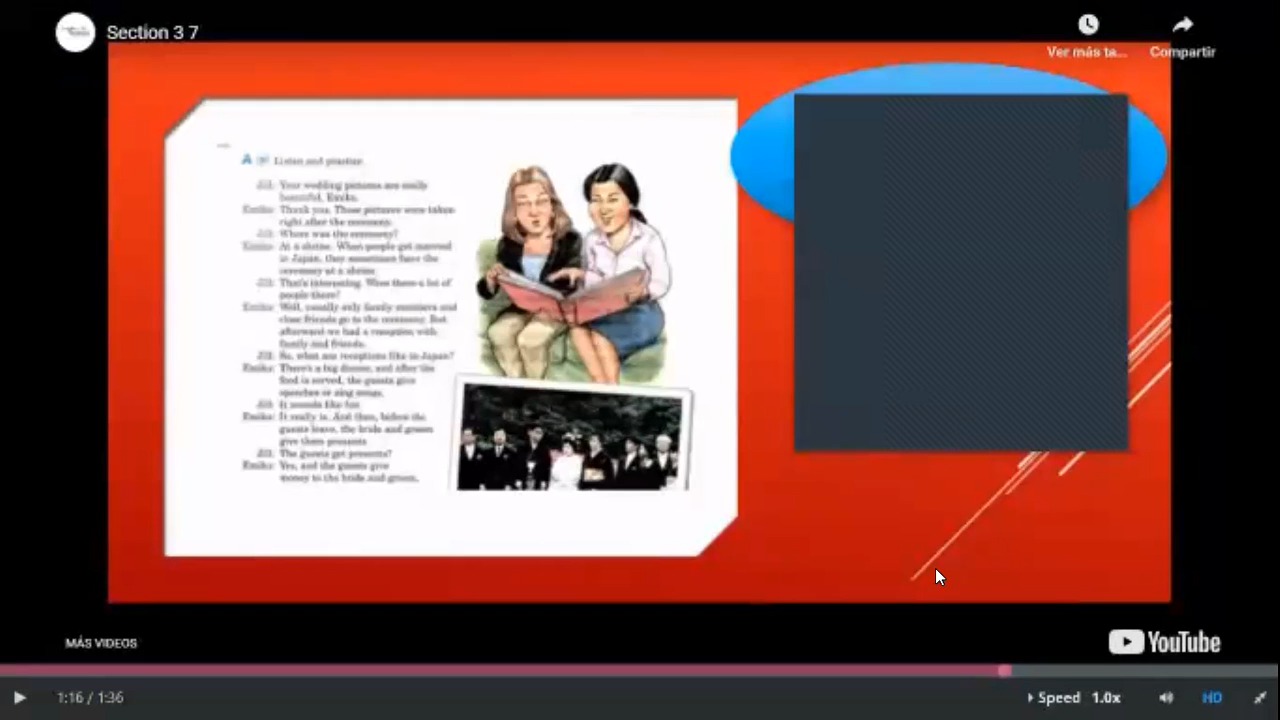 Section 3 7
Ver más ta...
Compartir
A Listen and practice.
Jill: Your wedding pictures are really
beautiful, Emiko.
Emiko: Thank you. Those pictures were taken
right after the ceremony.
Jill: Where was the ceremony?
Emiko: At a shrine. When people get married
in Japan, they sometimes have the
ceremony at a shrine.
Jill: That's interesting. Were there a lot of
people there?
Emiko: Well, usually only family members and
close friends go to the ceremony. But
afterward we had a reception with
family and friends.
Jill: So, what are receptions like in Japan?
Emiko: There's a big dinner, and after the
food is served, the guests give
speeches or sing songs.
Jill: It sounds like fun.
Emiko: It really is. And then, before the
guests leave, the bride and groom
give them presents.
Jill: The guests get presents?
Emiko: Yes, and the guests give
money to the bride and groom.
MÁS VIDEOS
YouTube
1:16 / 1:36
Speed 1.0x
HD